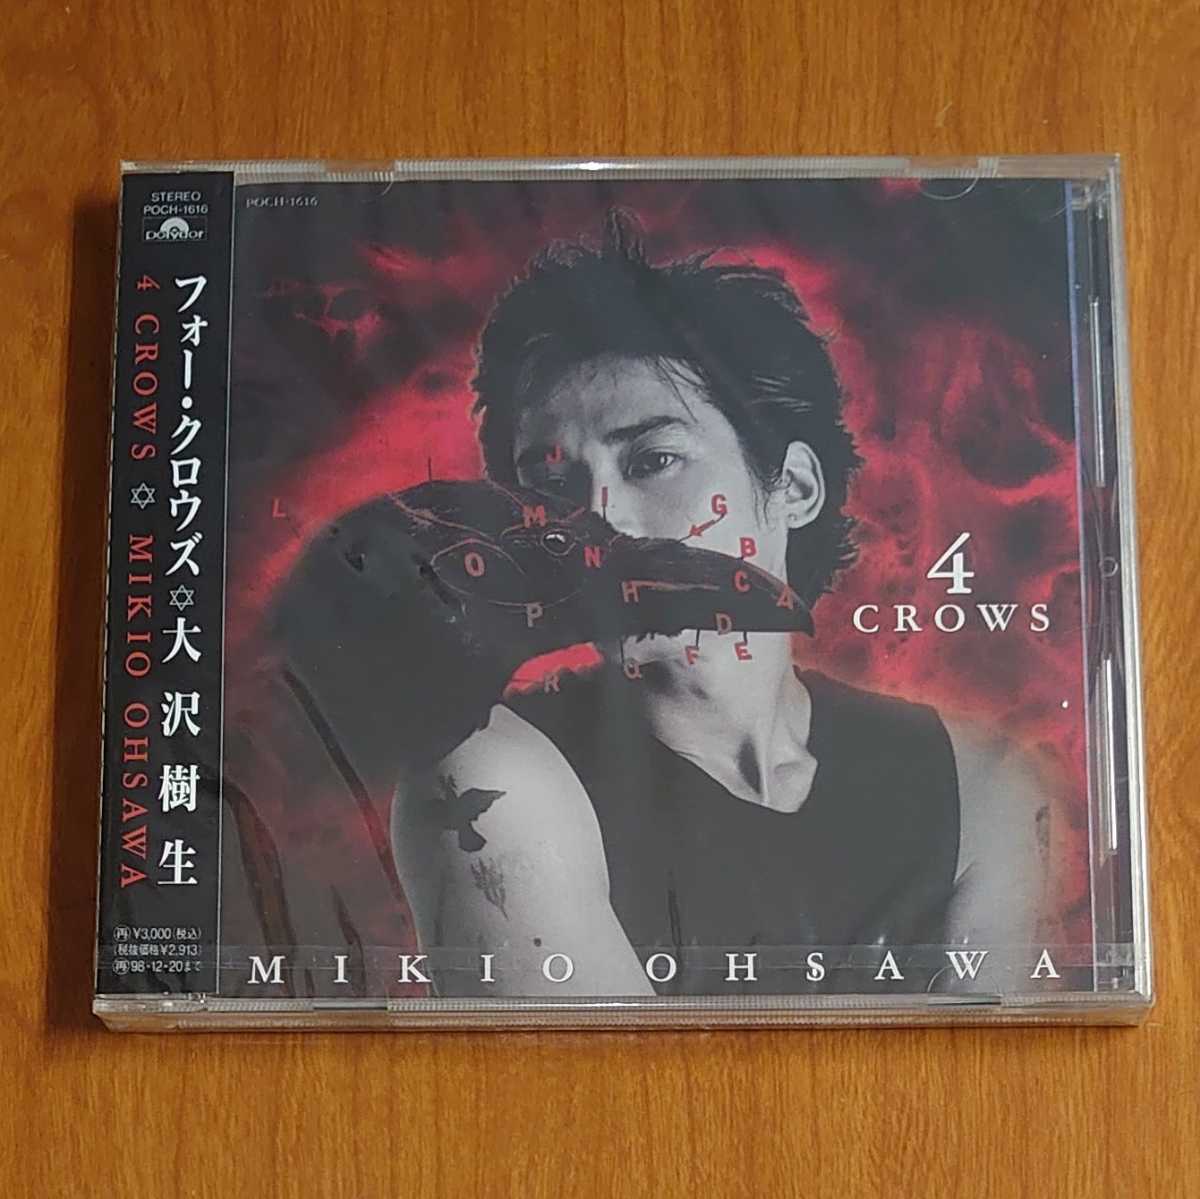 STEREO
POCH-1616
polydor
フォー・クロウズ✡大沢樹生
4 CROWS ✡ MIKIO OHSAWA
再 ¥3,000(税込)
(税抜価格¥2,913)
再 98・12・20まで
POCH-1616
J
L
M
I
G
O
N
B
H
C
A
P
D
R
Q
F
E
4
CROWS
MIKIO OHSAWA